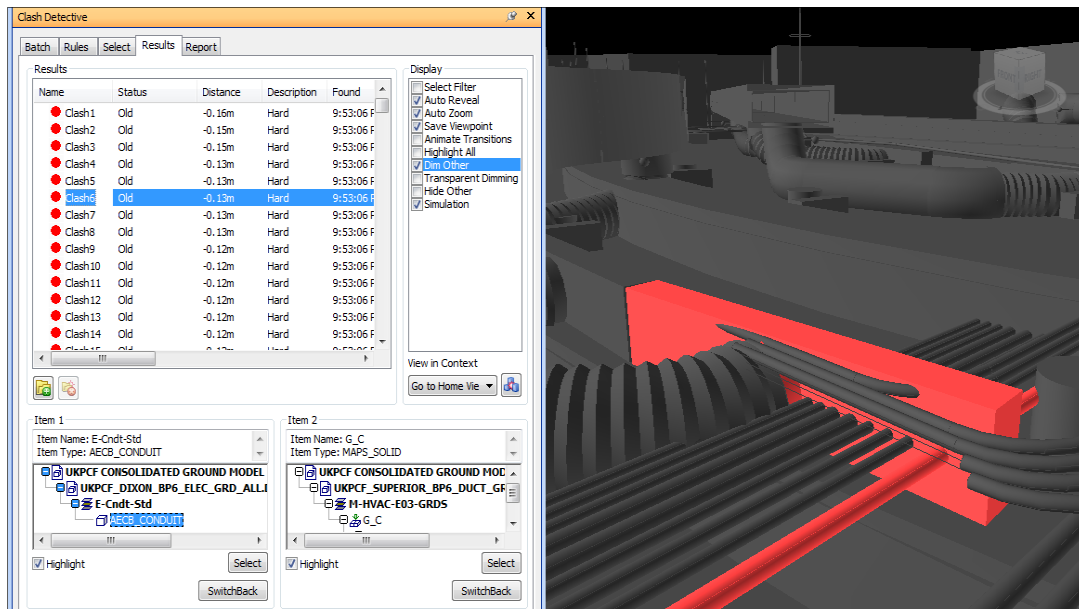 Clash Detective
Batch Rules Select Results Report
Results
Name Status Distance Description Found
Clash1 Old -0.16m Hard 9:53:06 P
Clash2 Old -0.15m Hard 9:53:06 P
Clash3 Old -0.15m Hard 9:53:06 P
Clash4 Old -0.13m Hard 9:53:06 P
Clash5 Old -0.13m Hard 9:53:06 P
Clash6 Old -0.13m Hard 9:53:06 P
Clash7 Old -0.13m Hard 9:53:06 P
Clash8 Old -0.13m Hard 9:53:06 P
Clash9 Old -0.12m Hard 9:53:06 P
Clash10 Old -0.12m Hard 9:53:06 P
Clash11 Old -0.12m Hard 9:53:06 P
Clash12 Old -0.12m Hard 9:53:06 P
Clash13 Old -0.12m Hard 9:53:06 P
Clash14 Old -0.12m Hard 9:53:06 P
Display
Select Filter
Auto Reveal
Auto Zoom
Save Viewpoint
Animate Transitions
Highlight All
Dim Other
Transparent Dimming
Hide Other
Simulation
View in Context
Go to Home Vie
Item 1
Item Name: E-Cndt-Std
Item Type: AECB_CONDUIT
UKPCF CONSOLIDATED GROUND MODEL
UKPCF_DIXON_BP6_ELEC_GRD_ALL.
E-Cndt-Std
AECB_CONDUIT
Highlight
Select
SwitchBack
Item 2
Item Name: G_C
Item Type: MAPS_SOLID
UKPCF CONSOLIDATED GROUND MOD
UKPCF_SUPERIOR_BP6_DUCT_GR
M-HVAC-E03-GRDS
G_C
Highlight
Select
SwitchBack